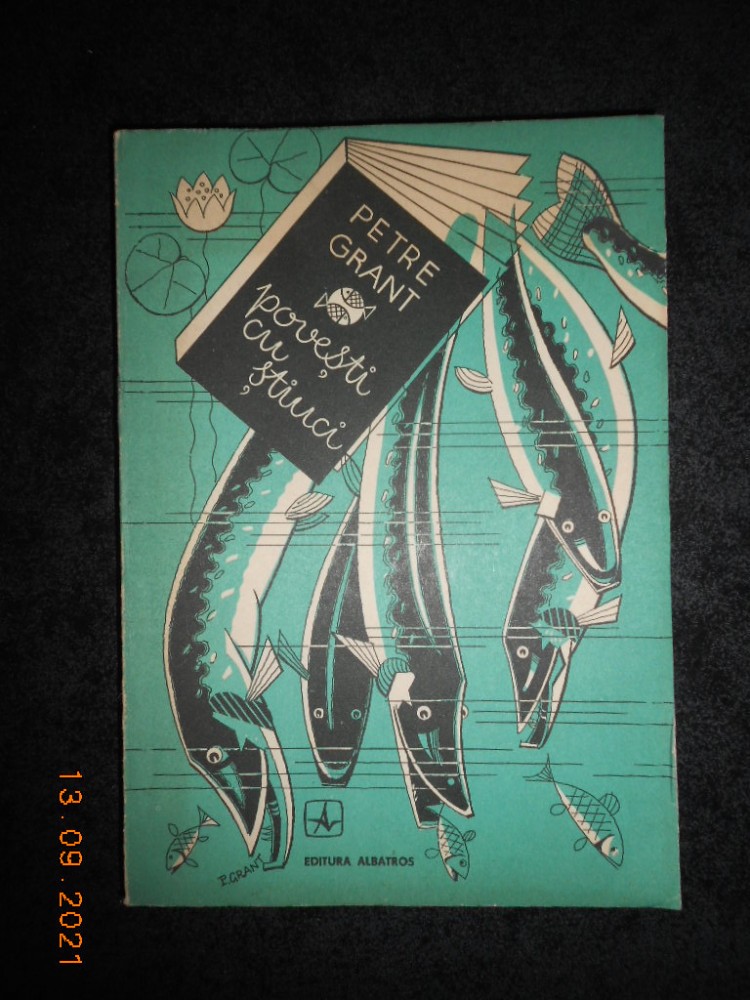 PETRE
GRANT
povești
cu
știuci
P.GRANT
EDITURA ALBATROS
13.09.2021